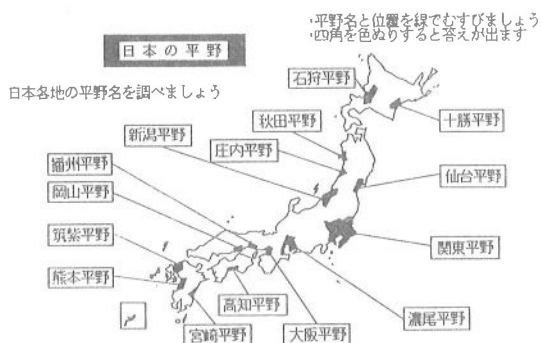 ・平野名と位置を線でむすびましょう
・四角を色ぬりすると答えが出ます
日本の平野
日本各地の平野名を調べましょう
石狩平野
十勝平野
秋田平野
新潟平野
庄内平野
播州平野
仙台平野
岡山平野
筑紫平野
関東平野
熊本平野
高知平野
濃尾平野
宮崎平野
大阪平野